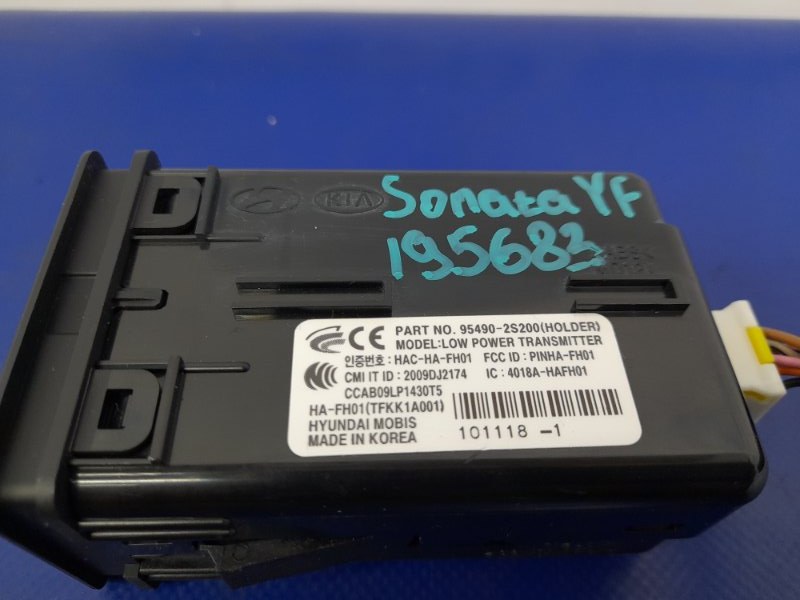 KIA
Sonata YF
195683
CE PART NO. 95490-2S200(HOLDER)
MODEL:LOW POWER TRANSMITTER
인증번호: HAC-HA-FH01 FCC ID : PINHA-FH01
CMI IT ID : 2009DJ2174 IC : 4018A-HAFH01
CCAB09LP1430T5
HA-FH01(TFKK1A001)
HYUNDAI MOBIS
MADE IN KOREA
101118 -1